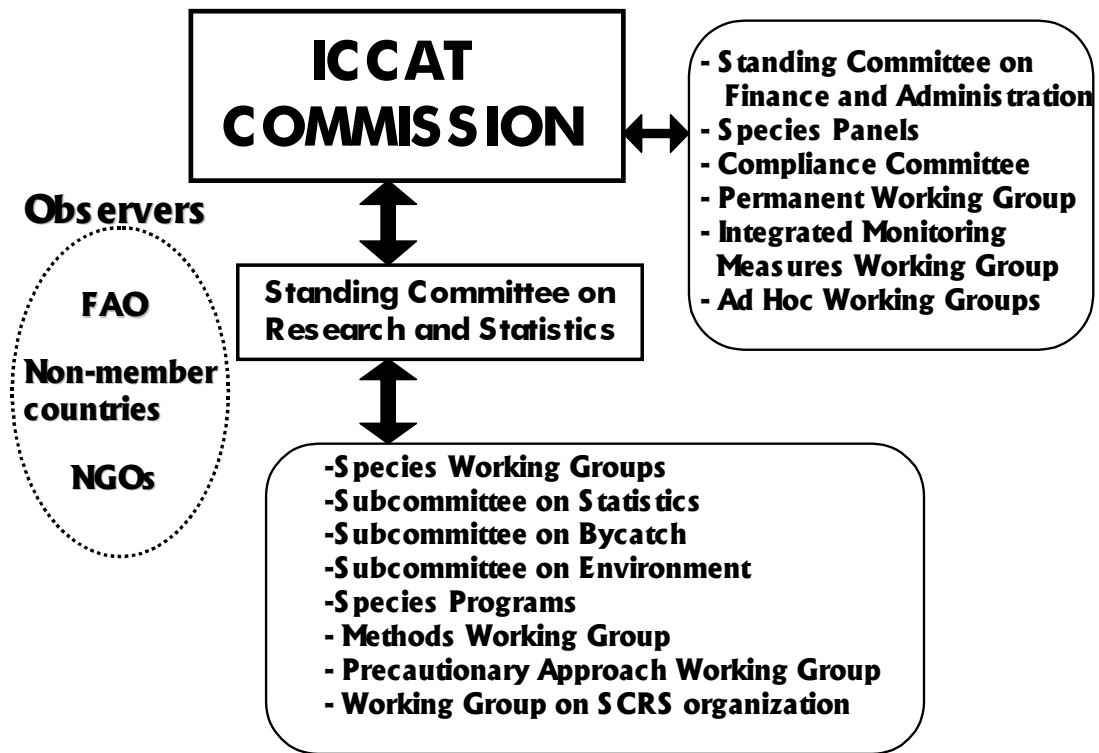 ICCAT
COMMISSION
- Standing Committee on
Finance and Administration
- Species Panels
- Compliance Committee
- Permanent Working Group
- Integrated Monitoring
Measures Working Group
- Ad Hoc Working Groups
Observers
FAO
Non-member
countries
NGOs
Standing Committee on
Research and Statistics
-Species Working Groups
-Subcommittee on Statistics
-Subcommittee on Bycatch
-Subcommittee on Environment
-Species Programs
- Methods Working Group
- Precautionary Approach Working Group
- Working Group on SCRS organization